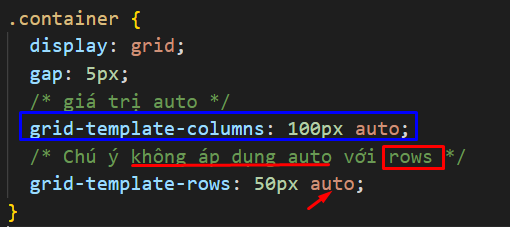 .container {
display: grid;
gap: 5px;
/* giá trị auto */
grid-template-columns: 100px auto;
/* Chú ý không áp dụng auto với rows */
grid-template-rows: 50px auto;
}